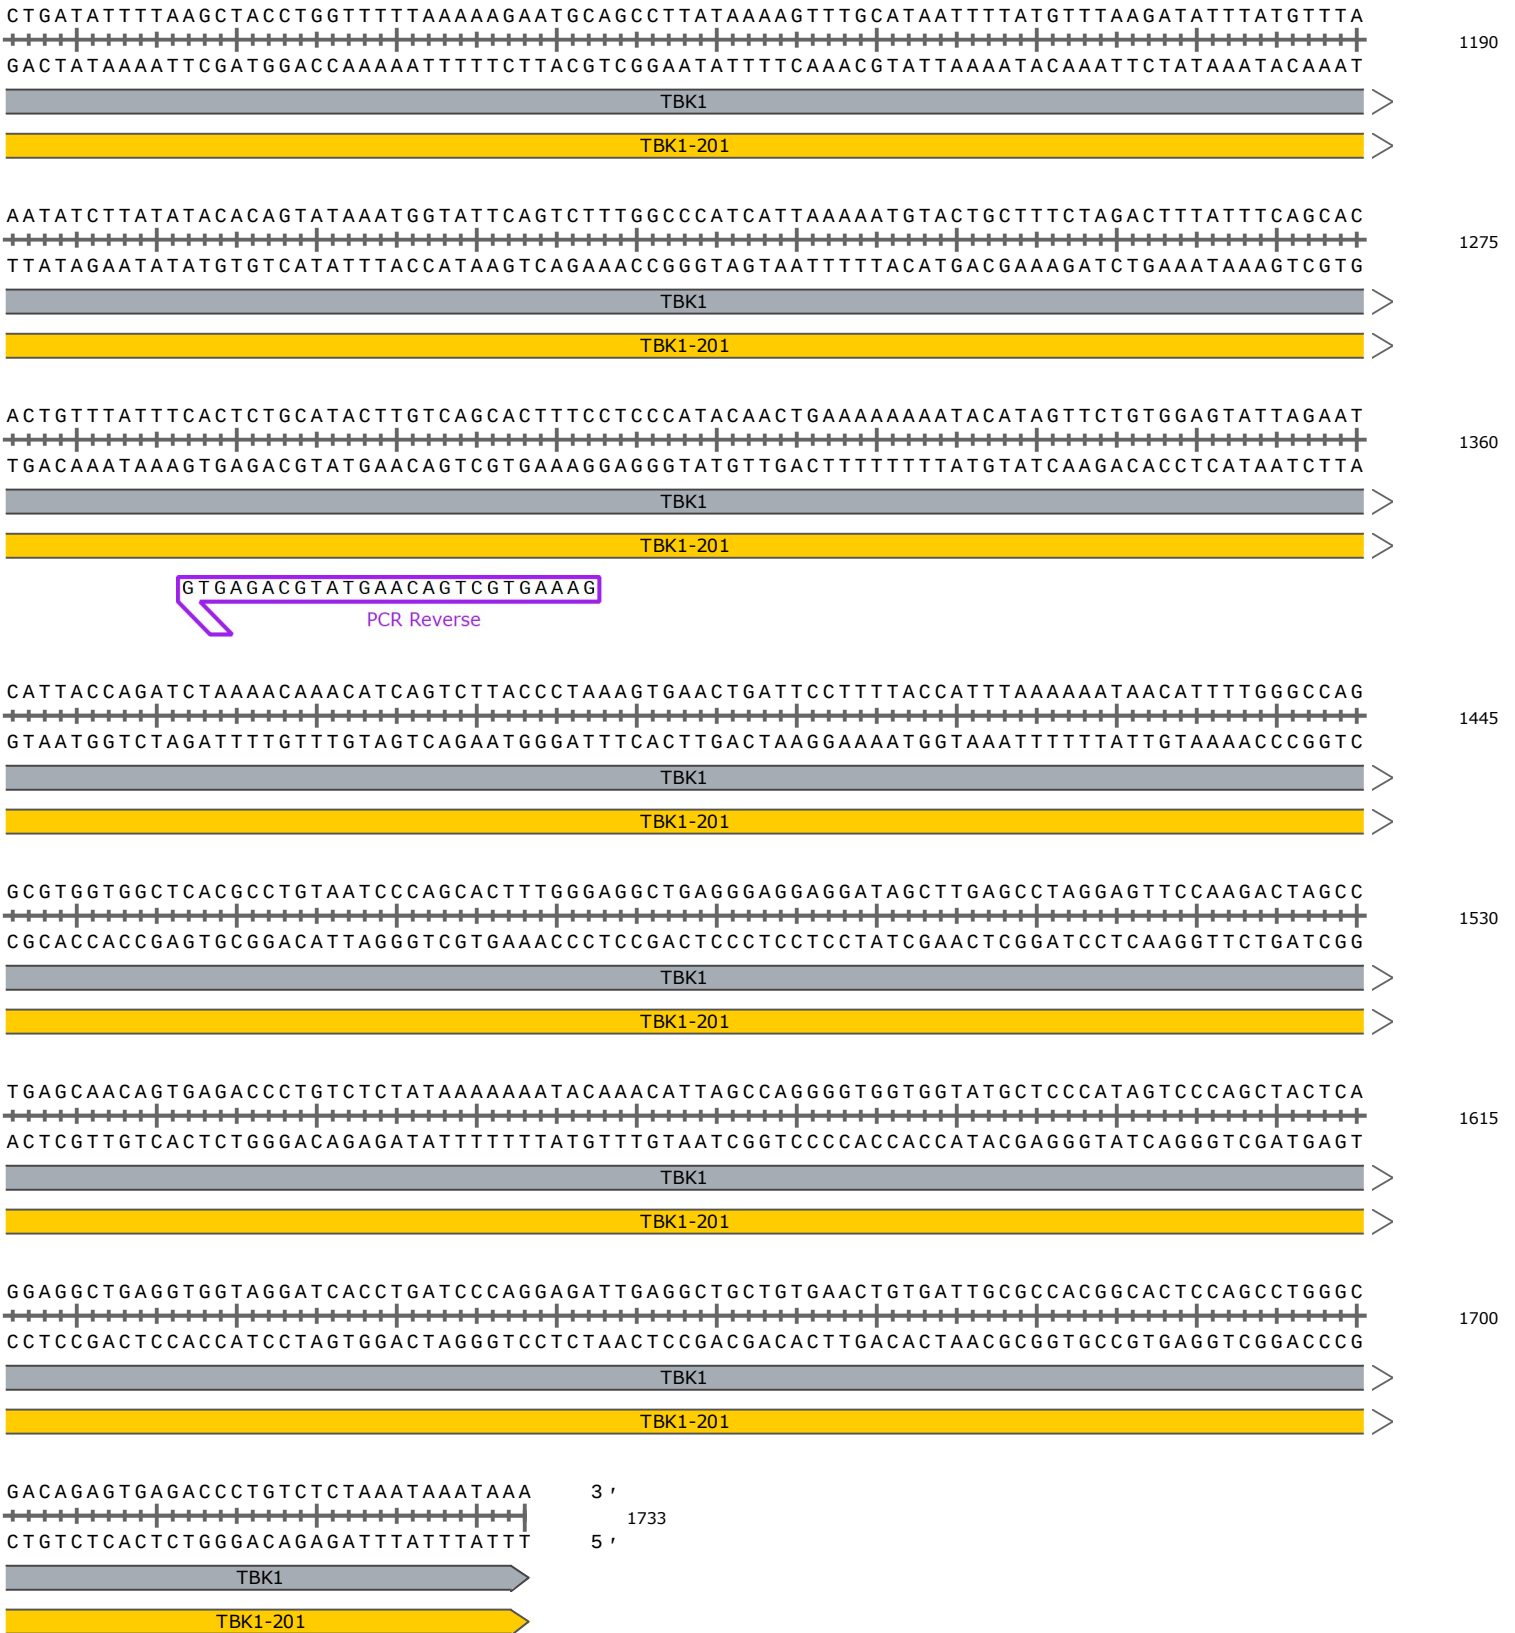 CTGATATTTTAAGCTACCTGGTTTTTAAAAAGAATGCAGCCTTATAAAAGTTTGCATAATTTTATGTTTAAGATATTTATGTTTA
1190
GACTATAAAATTCGATGGACCAAAAATTTTTCTTACGTCGGAATATTTTCAAACGTATTAAAATACAAATTCTATAAATACAAAT
TBK1
TBK1-201
AATATCTTATATACACAGTATAAATGGTATTCAGTCTTTGGCCCATCATTAAAAATGTACTGCTTTCTAGACTTTATTTCAGCAC
1275
TTATAGAATATATGTGTCATATTTACCATAAGTCAGAAACCGGGTAGTAATTTTTACATGACGAAAGATCTGAAATAAAGTCGTG
TBK1
TBK1-201
ACTGTTTATTTCACTCTGCATACTTGTCAGCACTTTCCTCCCATACAACTGAAAAAAAATACATAGTTCTGTGGAGTATTAGAAT
1360
TGACAAATAAAGTGAGACGTATGAACAGTCGTGAAAGGAGGGTATGTTGACTTTTTTTTATGTATCAAGACACCTCATAATCTTA
TBK1
TBK1-201
GTGAGACGTATGAACAGTCGTGAAAG
PCR Reverse
CATTACCAGATCTAAAACAAACATCAGTCTTACCCTAAAGTGAACTGATTCCTTTTACCATTTAAAAAATAACATTTTGGGCCAG
1445
GTAATGGTCTAGATTTTGTTTGTAGTCAGAATGGGATTTCACTTGACTAAGGAAAATGGTAAATTTTTTATTGTAAAACCCGGTC
TBK1
TBK1-201
GCGTGGTGGCTCACGCCTGTAATCCCAGCACTTTGGGAGGCTGAGGGAGGAGGATAGCTTGAGCCTAGGAGTTCCAAGACTAGCC
1530
CGCACCACCGAGTGCGGACATTAGGGTCGTGAAACCCTCCGACTCCCTCCTCCTATCGAACTCGGATCCTCAAGGTTCTGATCGG
TBK1
TBK1-201
TGAGCAACAGTGAGACCCTGTCTCTATAAAAAAATACAAACATTAGCCAGGGGTGGTGGTATGCTCCCATAGTCCCAGCTACTCA
1615
ACTCGTTGTCACTCTGGGACAGAGATATTTTTTTATGTTTGTAATCGGTCCCCACCACCATACGAGGGTATCAGGGTCGATGAGT
TBK1
TBK1-201
GGAGGCTGAGGTGGTAGGATCACCTGATCCCAGGAGATTGAGGCTGCTGTGAACTGTGATTGCGCCACGGCACTCCAGCCTGGGC
1700
CCTCCGACTCCACCATCCTAGTGGACTAGGGTCCTCTAACTCCGACGACACTTGACACTAACGCGGTGCCGTGAGGTCGGACCCG
TBK1
TBK1-201
GACAGAGTGAGACCCTGTCTCTAAATAAATAAA 3 '
1733
CTGTCTCACTCTGGGACAGAGATTTATTTATTT 5 '
TBK1
TBK1-201